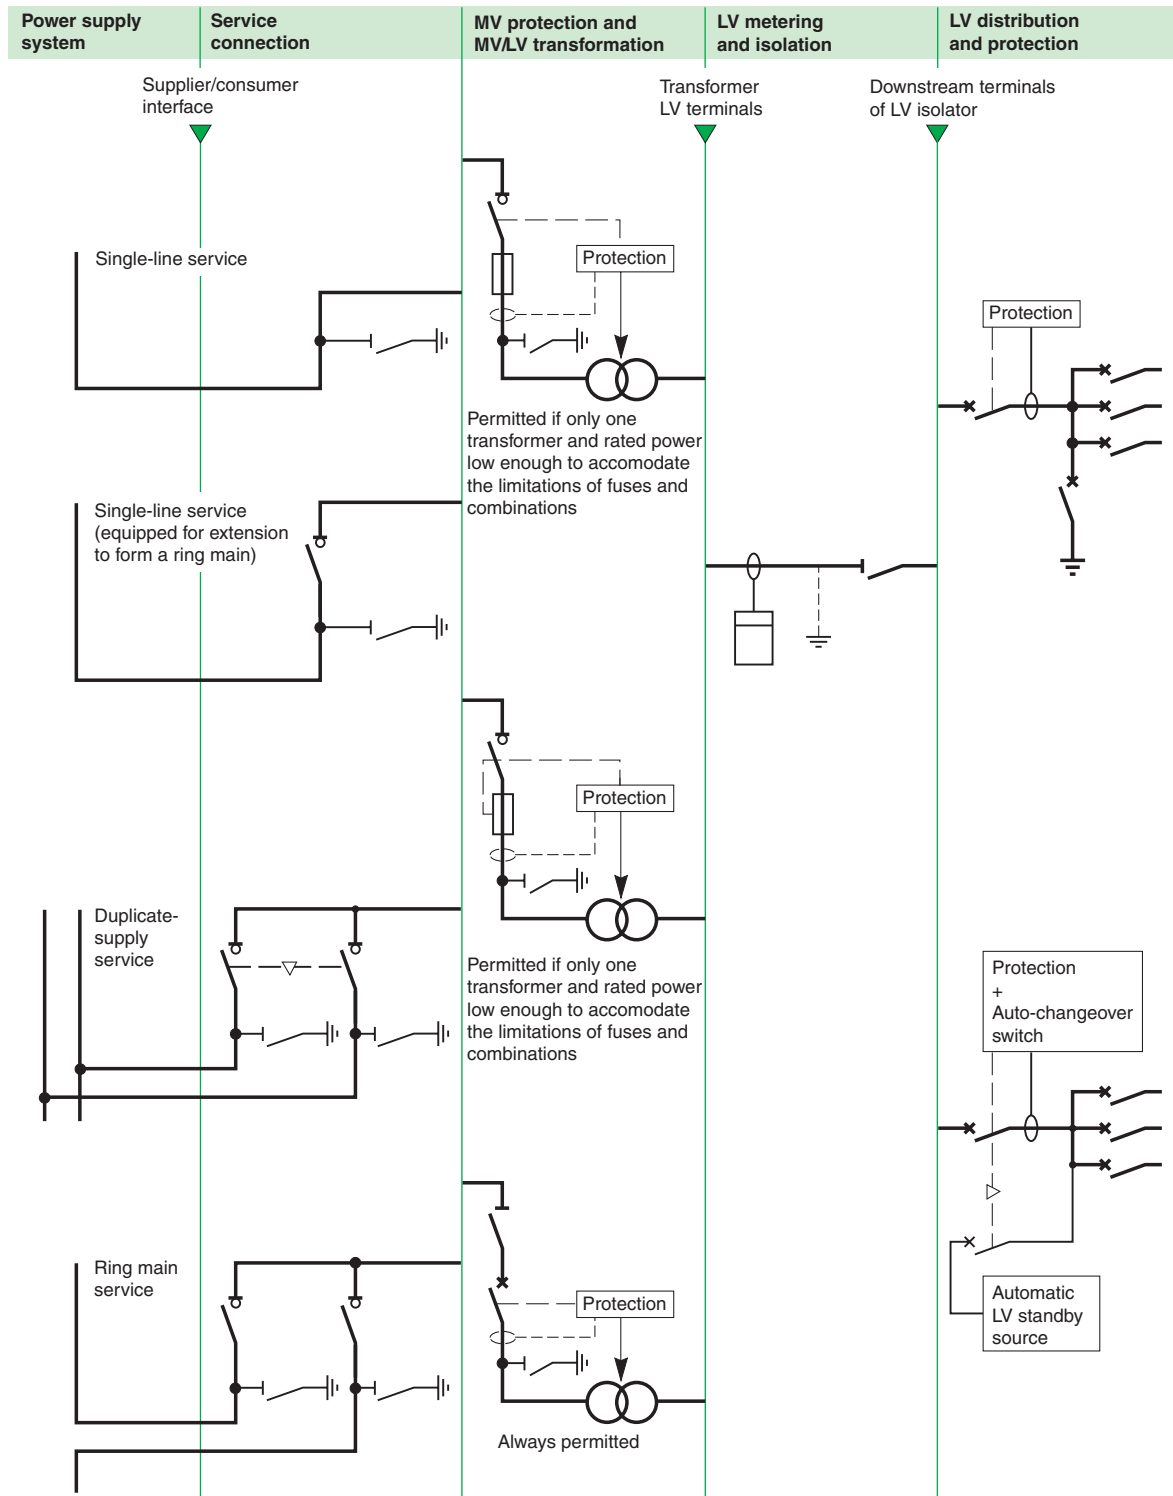 Power supply
system
Service
connection
MV protection and
MV/LV transformation
LV metering
and isolation
LV distribution
and protection
Supplier/consumer
interface
Transformer
LV terminals
Downstream terminals
of LV isolator
Single-line service
Protection
Protection
Permitted if only one
transformer and rated power
low enough to accomodate
the limitations of fuses and
combinations
Single-line service
(equipped for extension
to form a ring main)
Protection
Duplicate-
supply
service
Permitted if only one
transformer and rated power
low enough to accomodate
the limitations of fuses and
combinations
Protection
+
Auto-changeover
switch
Ring main
service
Protection
Automatic
LV standby
source
Always permitted